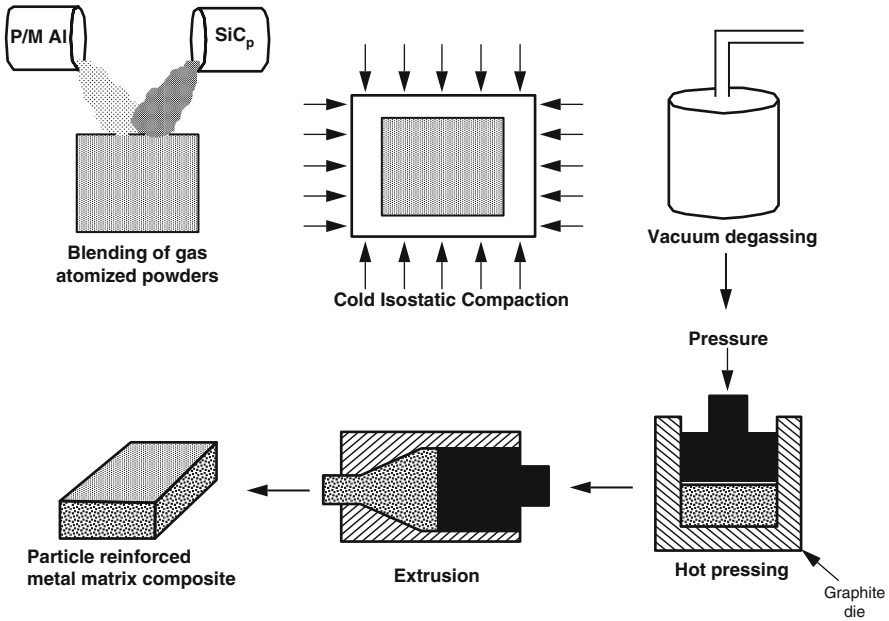 P/M Al
SiCp
Blending of gas
atomized powders
Cold Isostatic Compaction
Vacuum degassing
Pressure
Hot pressing
Graphite
die
Extrusion
Particle reinforced
metal matrix composite